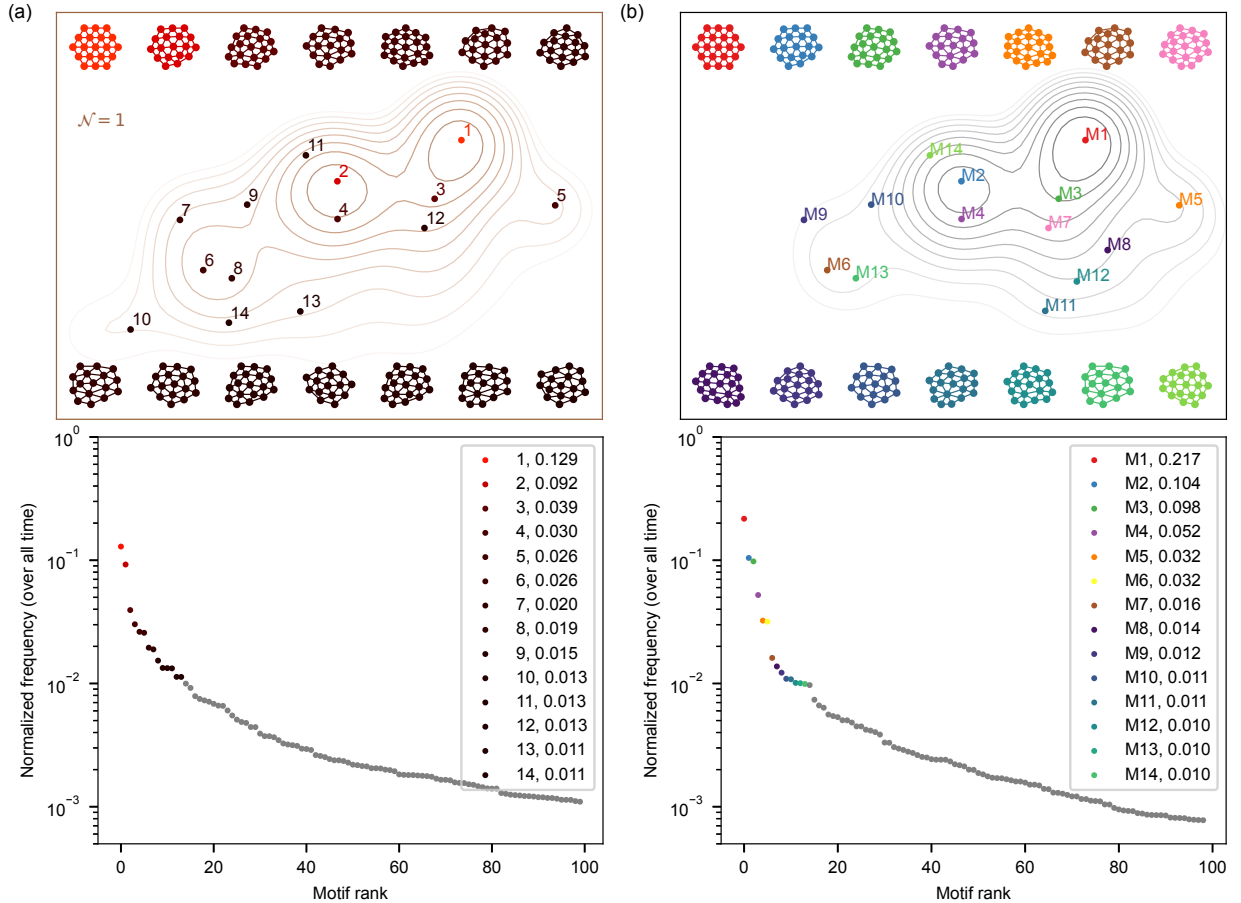 (a)
𝒩 = 1
1
11
2
3
5
9
4
7
12
6
8
13
14
10
(b)
M1
M14
M2
M3
M5
M10
M9
M4
M7
M8
M6
M13
M12
M11
10^0
10^-1
10^-2
10^-3
Normalized frequency (over all time)
1, 0.129
2, 0.092
3, 0.039
4, 0.030
5, 0.026
6, 0.026
7, 0.020
8, 0.019
9, 0.015
10, 0.013
11, 0.013
12, 0.013
13, 0.011
14, 0.011
0 20 40 60 80 100
Motif rank
10^0
10^-1
10^-2
10^-3
Normalized frequency (over all time)
M1, 0.217
M2, 0.104
M3, 0.098
M4, 0.052
M5, 0.032
M6, 0.032
M7, 0.016
M8, 0.014
M9, 0.012
M10, 0.011
M11, 0.011
M12, 0.010
M13, 0.010
M14, 0.010
0 20 40 60 80 100
Motif rank